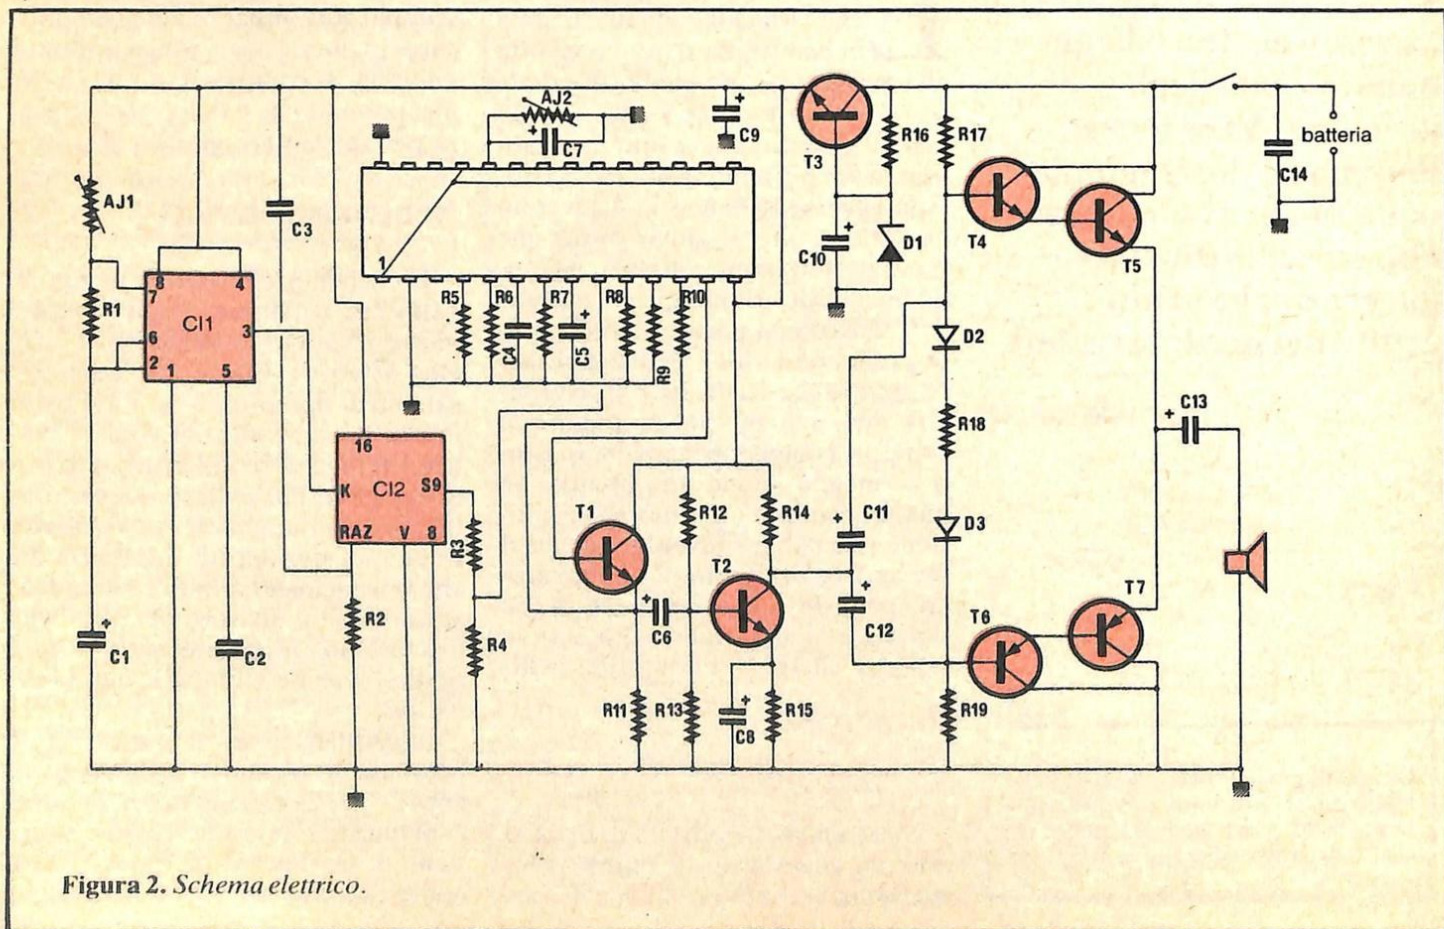 AJ2
C7
C9
T3
R16
R17
batteria
C14
AJ1
C3
T4
T5
C10
D1
1
R1
8
4
7
CI1
6
3
2
1
5
R5
R6
C4
R7
C5
R8
R9
R10
D2
R18
C13
16
K
CI2
S9
RAZ
V
8
R3
T1
R12
R14
C11
D3
T2
C6
C12
T6
T7
C1
C2
R2
R4
R11
R13
C8
R15
R19
Figura 2. Schema elettrico.